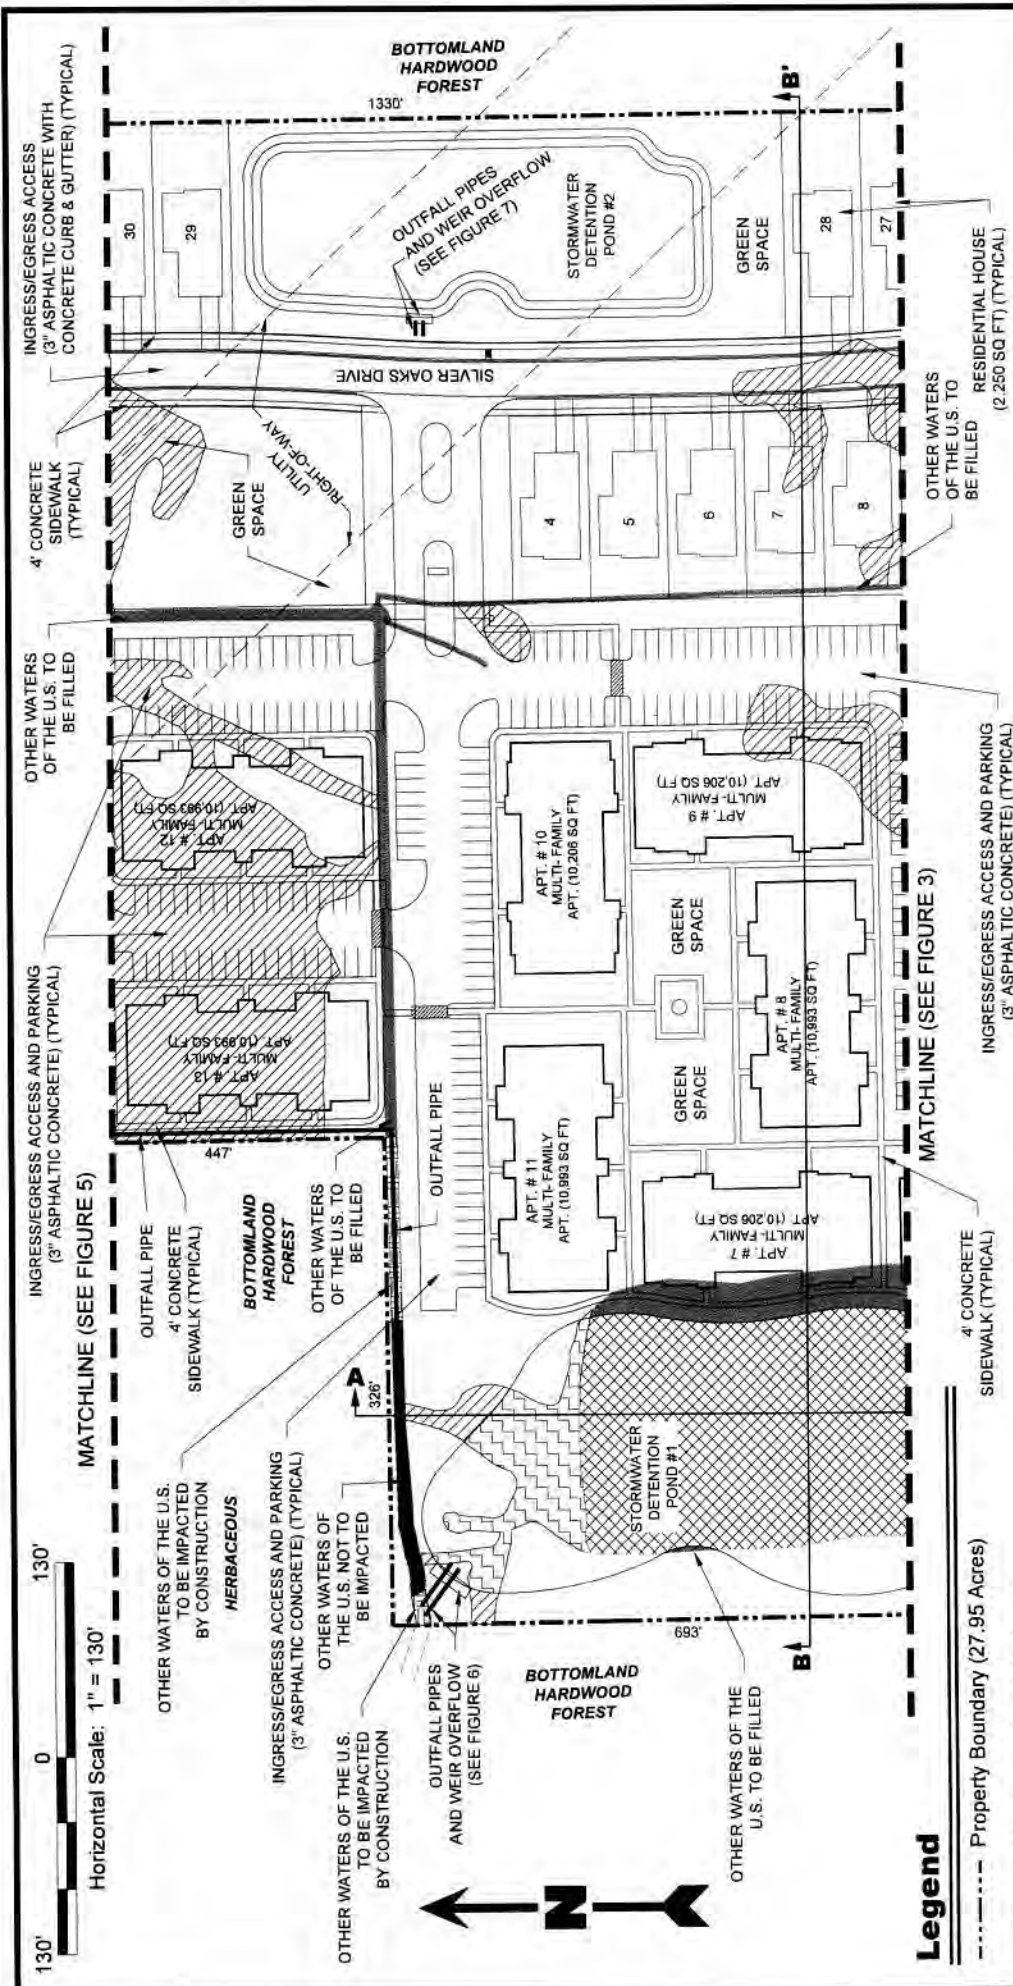 130'
0
130'
Horizontal Scale: 1" = 130'
MATCHLINE (SEE FIGURE 5)
INGRESS/EGRESS ACCESS AND PARKING
(3" ASPHALTIC CONCRETE) (TYPICAL)
OTHER WATERS
OF THE U.S. TO
BE FILLED
4' CONCRETE
SIDEWALK
(TYPICAL)
INGRESS/EGRESS ACCESS
(3" ASPHALTIC CONCRETE WITH
CONCRETE CURB & GUTTER) (TYPICAL)
OUTFALL PIPE
4' CONCRETE
SIDEWALK (TYPICAL)
OTHER WATERS OF THE U.S.
TO BE IMPACTED
BY CONSTRUCTION
HERBACEOUS
BOTTOMLAND
HARDWOOD
FOREST
447'
OTHER WATERS
OF THE U.S. TO
BE FILLED
INGRESS/EGRESS ACCESS AND PARKING
(3" ASPHALTIC CONCRETE) (TYPICAL)
OTHER WATERS OF
THE U.S. NOT TO
BE IMPACTED
OTHER WATERS OF THE U.S.
TO BE IMPACTED
BY CONSTRUCTION
OUTFALL PIPES
AND WEIR OVERFLOW
(SEE FIGURE 6)
A
326'
OUTFALL PIPE
APT. # 13
MULTI-FAMILY
APT. (10,993 SQ FT)
APT. # 12
MULTI-FAMILY
APT. (10,993 SQ FT)
GREEN
SPACE
UTILITY
RIGHT-OF-WAY
SILVER OAKS DRIVE
30
29
OUTFALL PIPES
AND WEIR OVERFLOW
(SEE FIGURE 7)
STORMWATER
DETENTION
POND #2
1330'
BOTTOMLAND
HARDWOOD
FOREST
GREEN
SPACE
28
27
B'
4
5
6
7
8
P
APT. # 11
MULTI-FAMILY
APT. (10,993 SQ FT)
APT. # 10
MULTI- FAMILY
APT. (10,206 SQ FT)
GREEN
SPACE
GREEN
SPACE
APT. # 7
MULTI-FAMILY
APT. (10,206 SQ FT)
APT. # 8
MULTI-FAMILY
APT. (10,993 SQ FT)
APT. # 9
MULTI-FAMILY
APT. (10,206 SQ FT)
STORMWATER
DETENTION
POND #1
BOTTOMLAND
HARDWOOD
FOREST
693'
B
N
OTHER WATERS OF THE
U.S. TO BE FILLED
4' CONCRETE
SIDEWALK (TYPICAL)
MATCHLINE (SEE FIGURE 3)
INGRESS/EGRESS ACCESS AND PARKING
(3" ASPHALTIC CONCRETE) (TYPICAL)
OTHER WATERS
OF THE U.S. TO
BE FILLED
RESIDENTIAL HOUSE
(2.250 SQ FT) (TYPICAL)
Legend
Property Boundary (27.95 Acres)